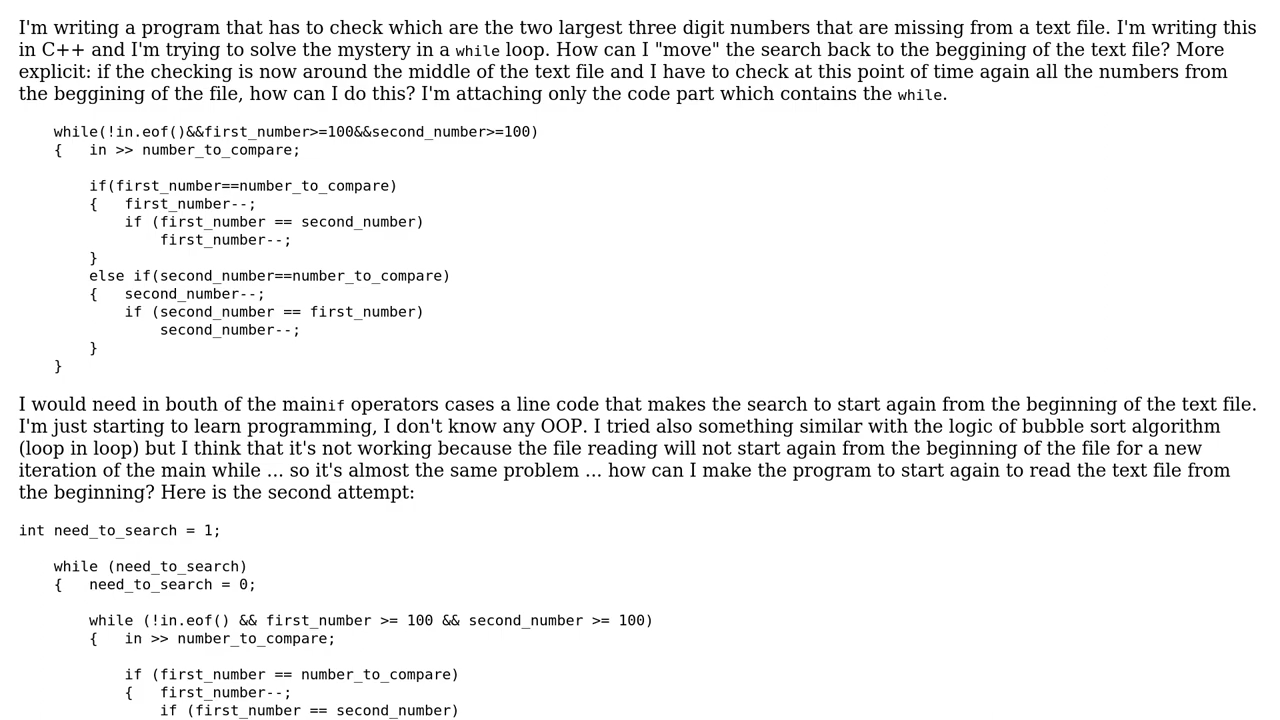 I'm writing a program that has to check which are the two largest three digit numbers that are missing from a text file. I'm writing this
in C++ and I'm trying to solve the mystery in a while loop. How can I "move" the search back to the beggining of the text file? More
explicit: if the checking is now around the middle of the text file and I have to check at this point of time again all the numbers from
the beggining of the file, how can I do this? I'm attaching only the code part which contains the while.
    while(!in.eof()&&first_number>=100&&second_number>=100)
    {   in >> number_to_compare;
        if(first_number==number_to_compare)
        {   first_number--;
            if (first_number == second_number)
                first_number--;
        }
        else if(second_number==number_to_compare)
        {   second_number--;
            if (second_number == first_number)
                second_number--;
        }
    }
I would need in bouth of the mainif operators cases a line code that makes the search to start again from the beginning of the text file.
I'm just starting to learn programming, I don't know any OOP. I tried also something similar with the logic of bubble sort algorithm
(loop in loop) but I think that it's not working because the file reading will not start again from the beginning of the file for a new
iteration of the main while ... so it's almost the same problem ... how can I make the program to start again to read the text file from
the beginning? Here is the second attempt:
int need_to_search = 1;
    while (need_to_search)
    {   need_to_search = 0;
        while (!in.eof() && first_number >= 100 && second_number >= 100)
        {   in >> number_to_compare;
            if (first_number == number_to_compare)
            {   first_number--;
                if (first_number == second_number)